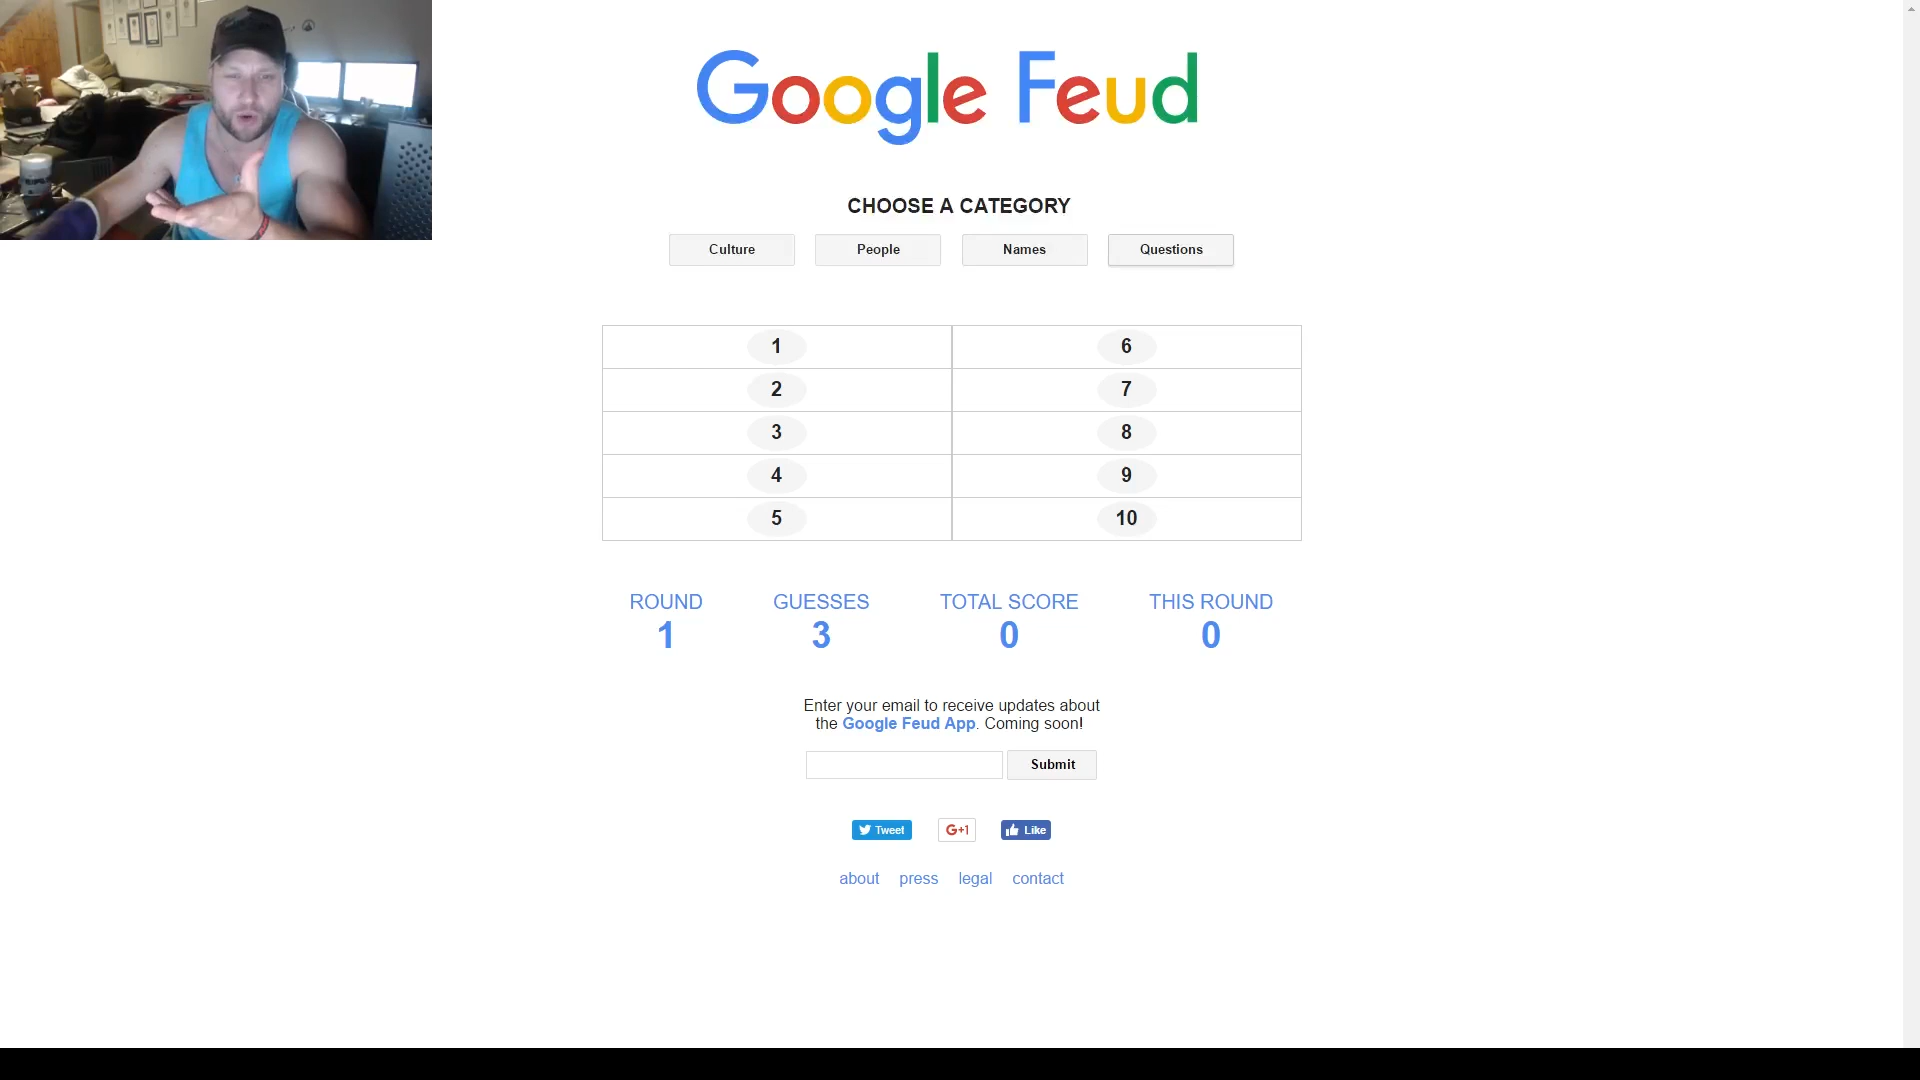 Google Feud
CHOOSE A CATEGORY
Culture
People
Names
Questions
1
6
2
7
3
8
4
9
5
10
ROUND
GUESSES
TOTAL SCORE
THIS ROUND
1
3
0
0
Enter your email to receive updates about
the Google Feud App. Coming soon!
Submit
Tweet
G+1
Like
about
press
legal
contact